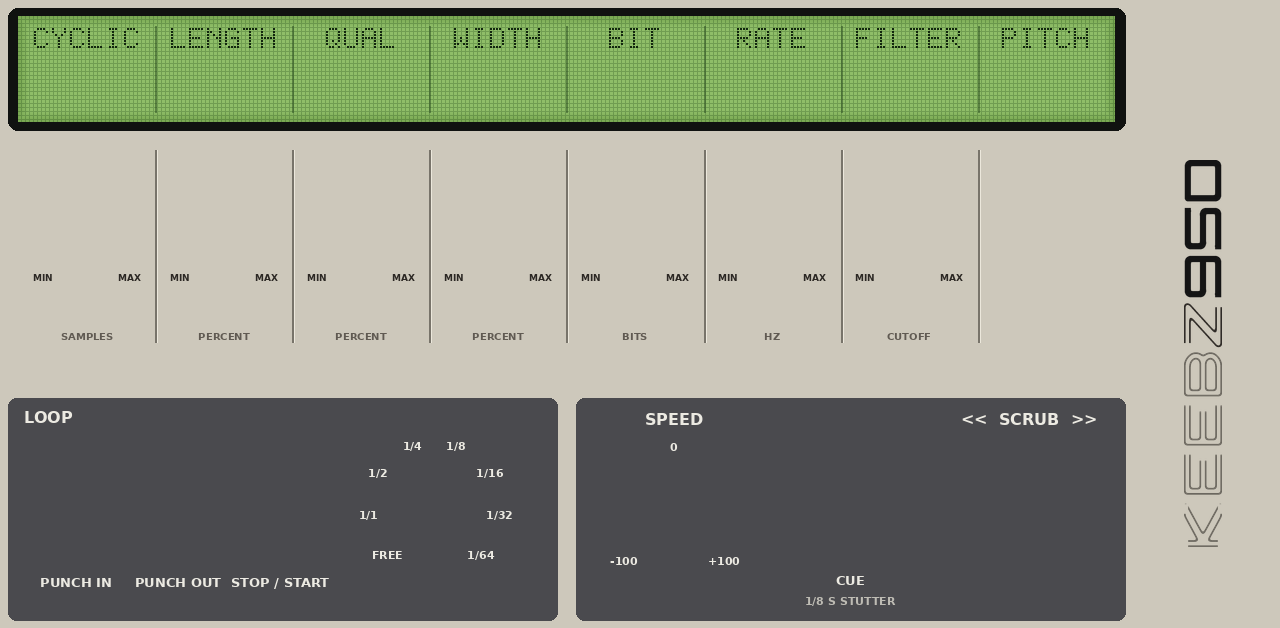 CYCLIC LENGTH QUAL WIDTH BIT RATE FILTER PITCH
MIN MAX MIN MAX MIN MAX MIN MAX MIN MAX MIN MAX MIN MAX
SAMPLES PERCENT PERCENT PERCENT BITS HZ CUTOFF
KEEBZ950
LOOP
1/4 1/8
1/2 1/16
1/1 1/32
FREE 1/64
PUNCH IN PUNCH OUT STOP / START
SPEED << SCRUB >>
0
-100 +100
CUE
1/8 S STUTTER